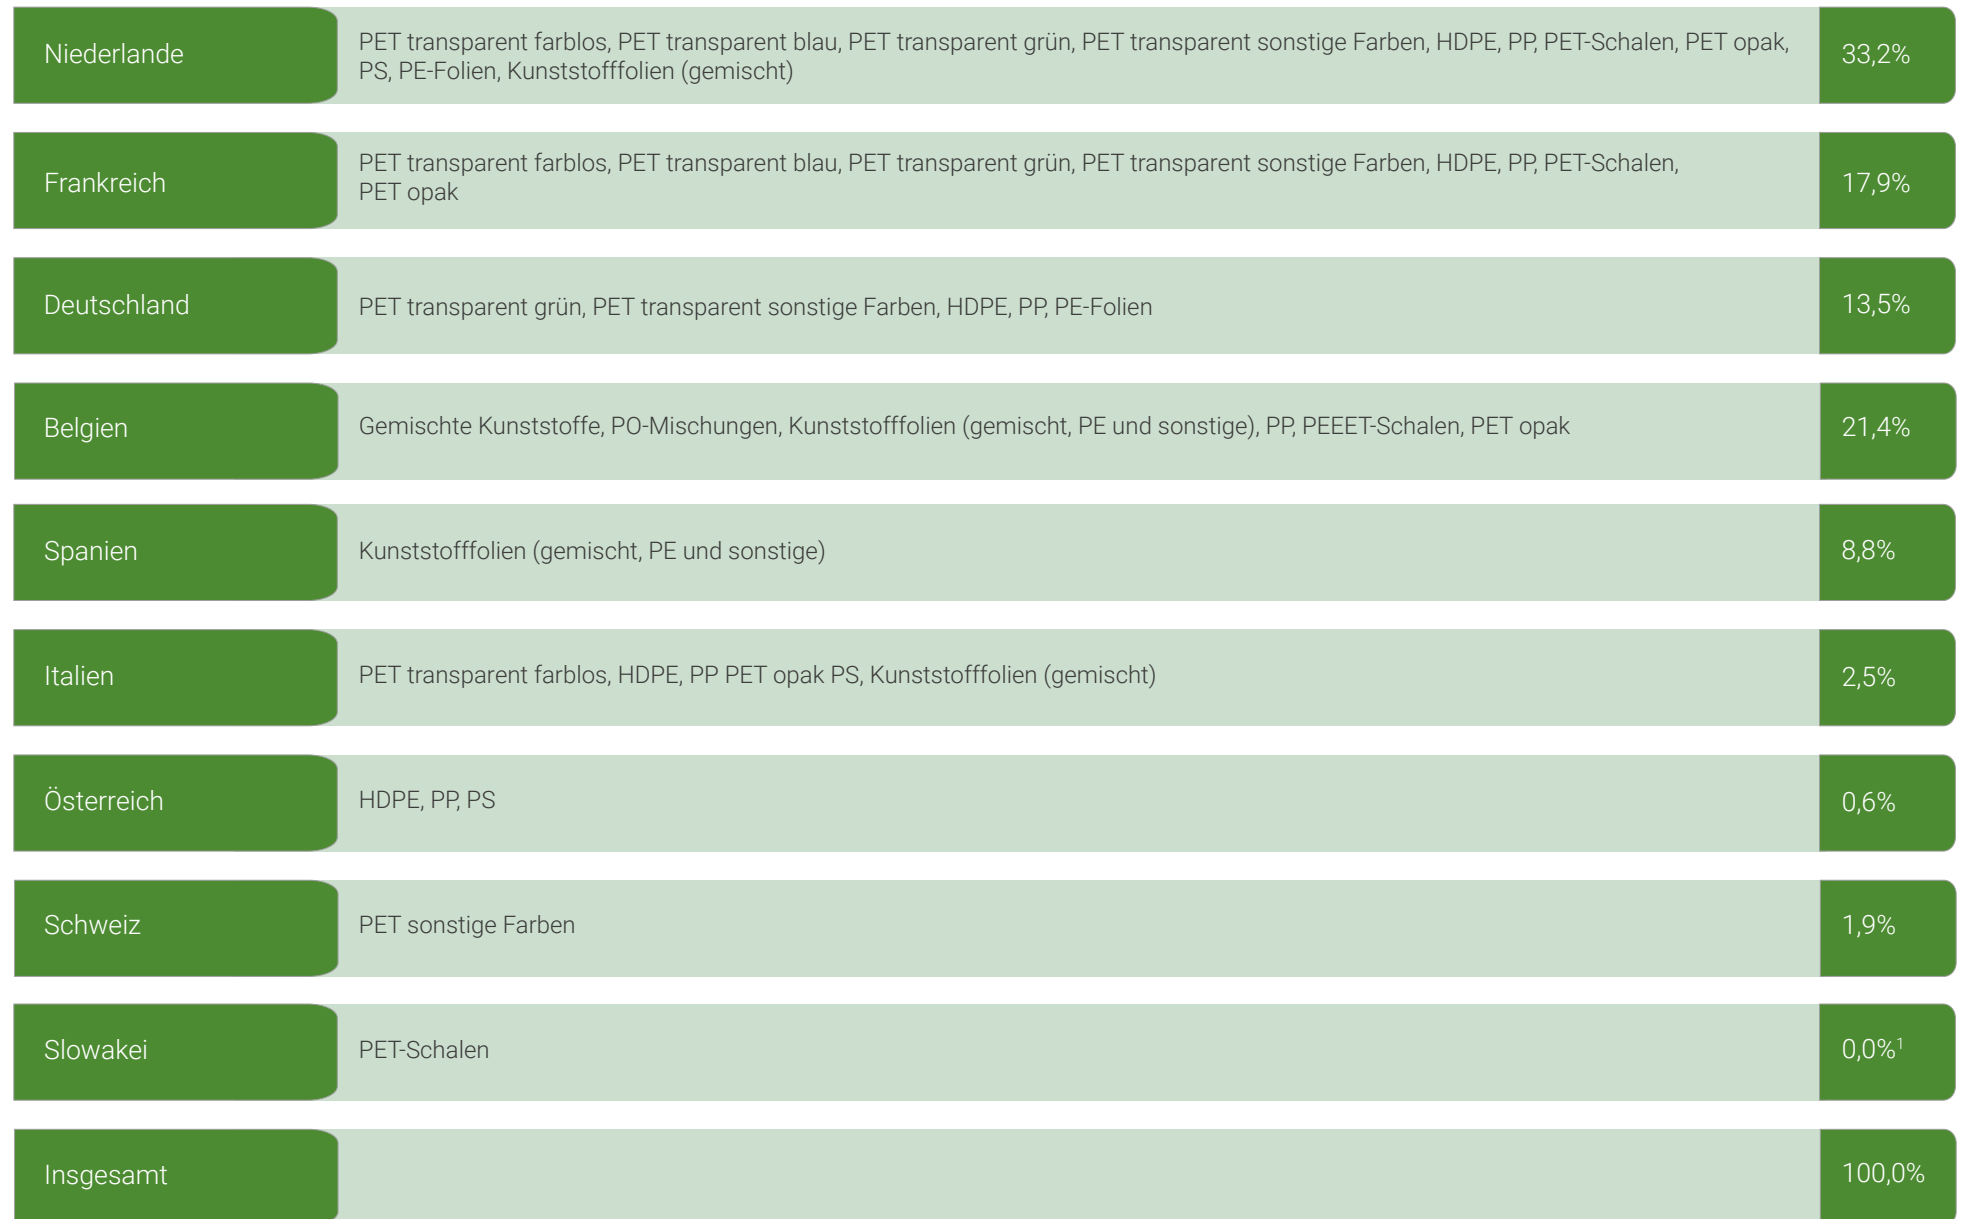 Niederlande
PET transparent farblos, PET transparent blau, PET transparent grün, PET transparent sonstige Farben, HDPE, PP, PET-Schalen, PET opak,
PS, PE-Folien, Kunststofffolien (gemischt)
33,2%
Frankreich
PET transparent farblos, PET transparent blau, PET transparent grün, PET transparent sonstige Farben, HDPE, PP, PET-Schalen,
PET opak
17,9%
Deutschland
PET transparent grün, PET transparent sonstige Farben, HDPE, PP, PE-Folien
13,5%
Belgien
Gemischte Kunststoffe, PO-Mischungen, Kunststofffolien (gemischt, PE und sonstige), PP, PEEET-Schalen, PET opak
21,4%
Spanien
Kunststofffolien (gemischt, PE und sonstige)
8,8%
Italien
PET transparent farblos, HDPE, PP PET opak PS, Kunststofffolien (gemischt)
2,5%
Österreich
HDPE, PP, PS
0,6%
Schweiz
PET sonstige Farben
1,9%
Slowakei
PET-Schalen
0,0%¹
Insgesamt
100,0%